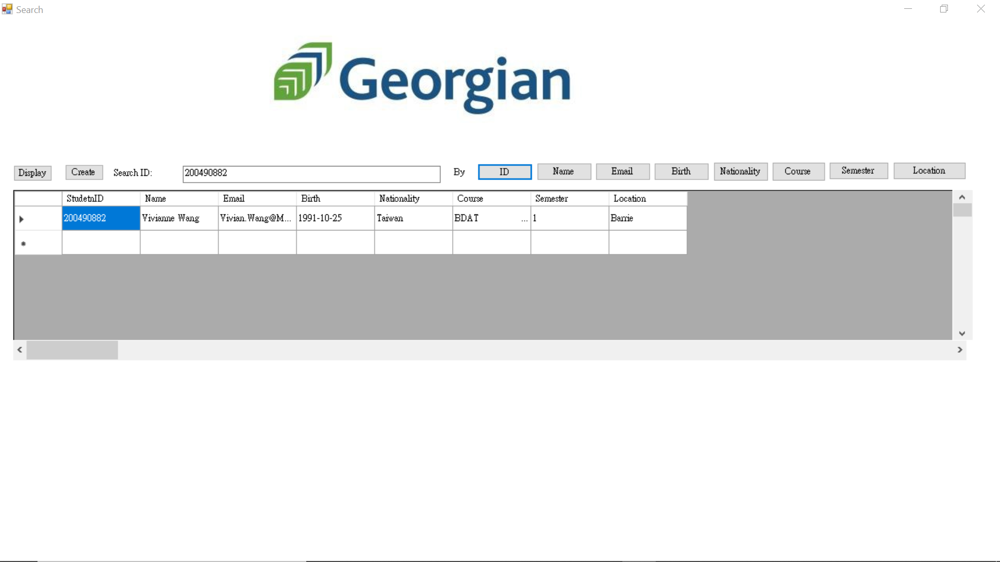 Search
Georgian
Display Create Search ID: 200490882 By ID Name Email Birth Nationality Course Semester Location
StudetnID Name Email Birth Nationality Course Semester Location
200490882 Vivianne Wang Vivian.Wang@M... 1991-10-25 Taiwan BDAT ... 1 Barrie